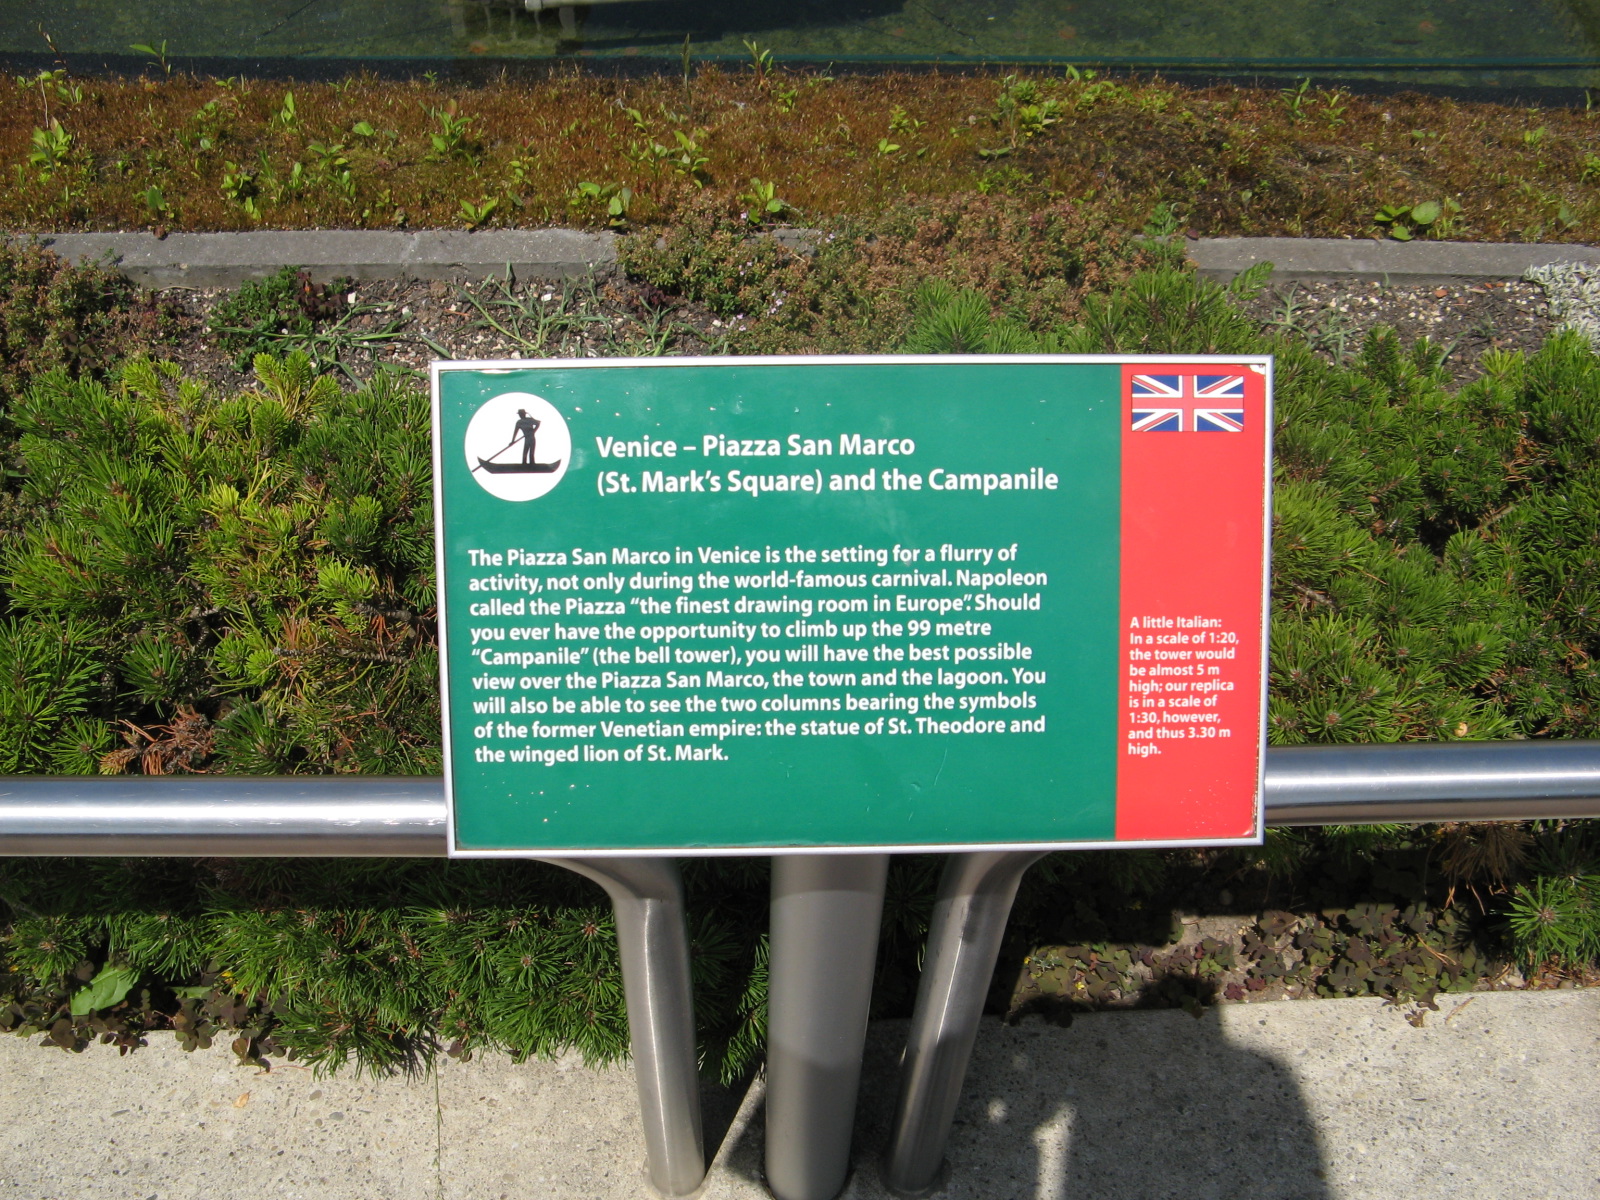 Venice – Piazza San Marco
(St. Mark's Square) and the Campanile
The Piazza San Marco in Venice is the setting for a flurry of
activity, not only during the world-famous carnival. Napoleon
called the Piazza “the finest drawing room in Europe”. Should
you ever have the opportunity to climb up the 99 metre
“Campanile” (the bell tower), you will have the best possible
view over the Piazza San Marco, the town and the lagoon. You
will also be able to see the two columns bearing the symbols
of the former Venetian empire: the statue of St. Theodore and
the winged lion of St. Mark.
A little Italian:
In a scale of 1:20,
the tower would
be almost 5 m
high; our replica
is in a scale of
1:30, however,
and thus 3.30 m
high.